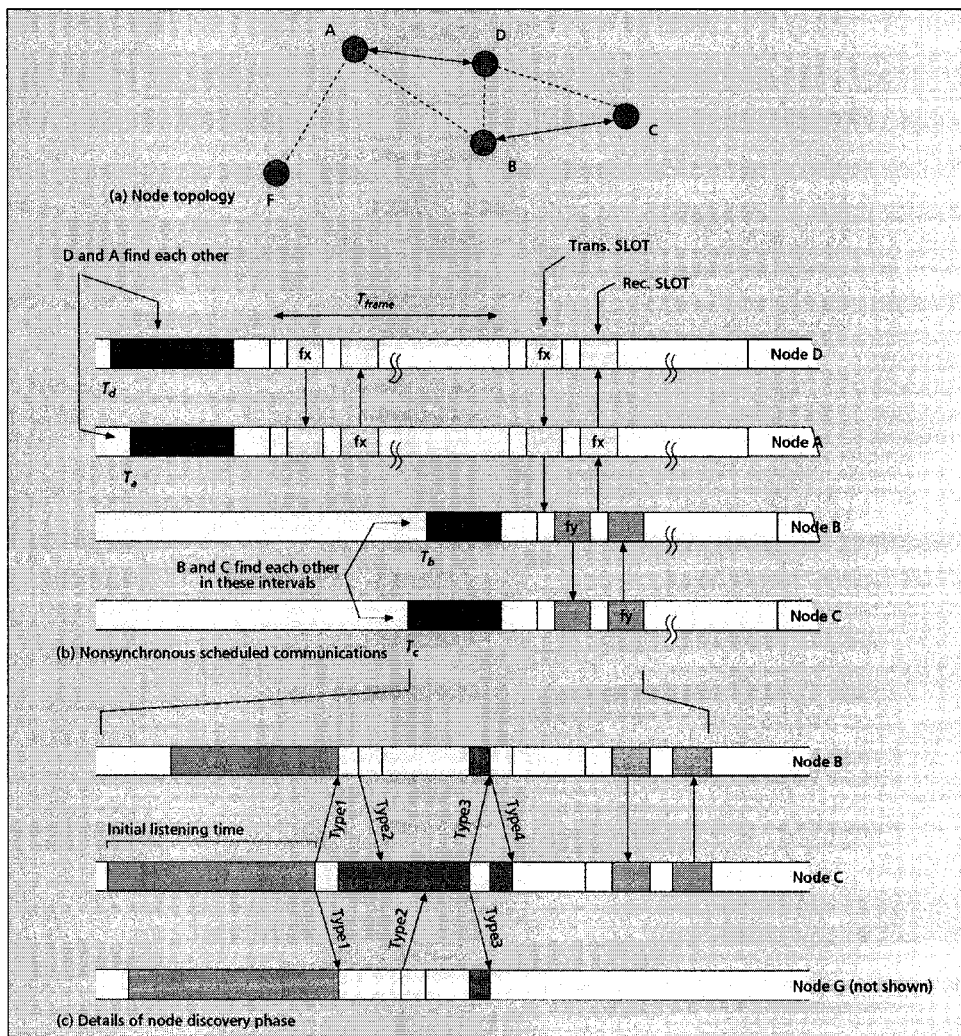 A
D
C
B
F
(a) Node topology
Trans. SLOT
D and A find each other
Rec. SLOT
T_frame
fx
fx
Node D
T_d
fx
fx
Node A
T_a
fy
Node B
T_b
B and C find each other
in these intervals
fy
Node C
T_c
(b) Nonsynchronous scheduled communications
Node B
Type1
Type2
Type3
Type4
Initial listening time
Node C
Type1
Type2
Type3
Node G (not shown)
(c) Details of node discovery phase